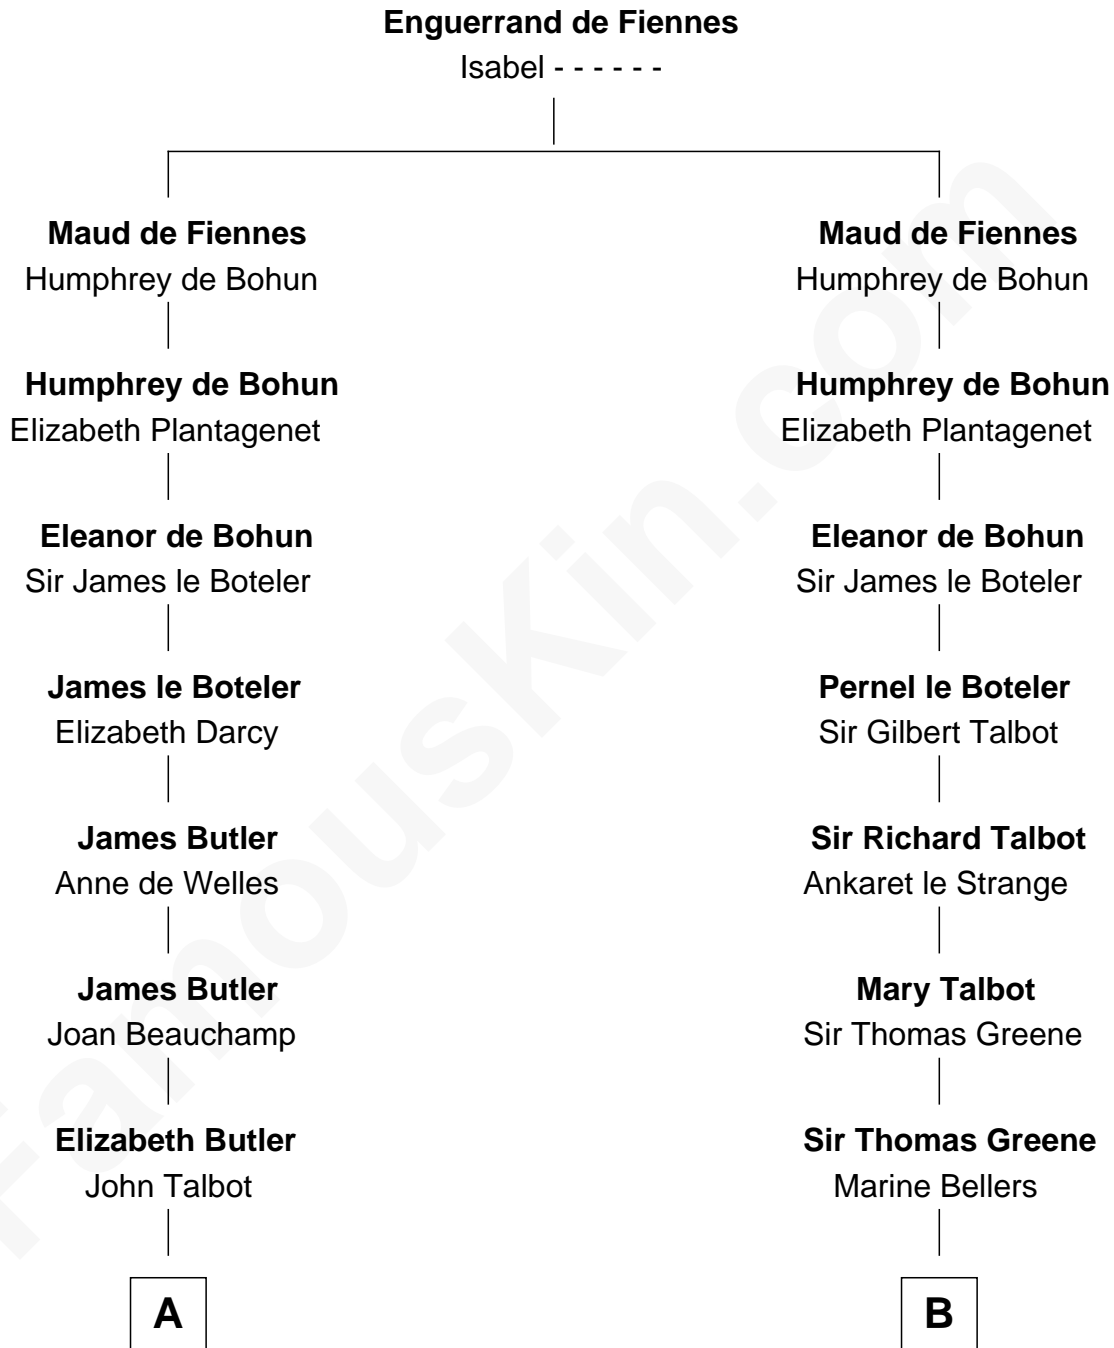 Enguerrand de Fiennes
Isabel - - - - - -
Maud de Fiennes
Humphrey de Bohun
Humphrey de Bohun
Elizabeth Plantagenet
Eleanor de Bohun
Sir James le Boteler
James le Boteler
Elizabeth Darcy
James Butler
Anne de Welles
James Butler
Joan Beauchamp
Elizabeth Butler
John Talbot
A
Maud de Fiennes
Humphrey de Bohun
Humphrey de Bohun
Elizabeth Plantagenet
Eleanor de Bohun
Sir James le Boteler
Pernel le Boteler
Sir Gilbert Talbot
Sir Richard Talbot
Ankaret le Strange
Mary Talbot
Sir Thomas Greene
Sir Thomas Greene
Marine Bellers
B
FamousKin.com